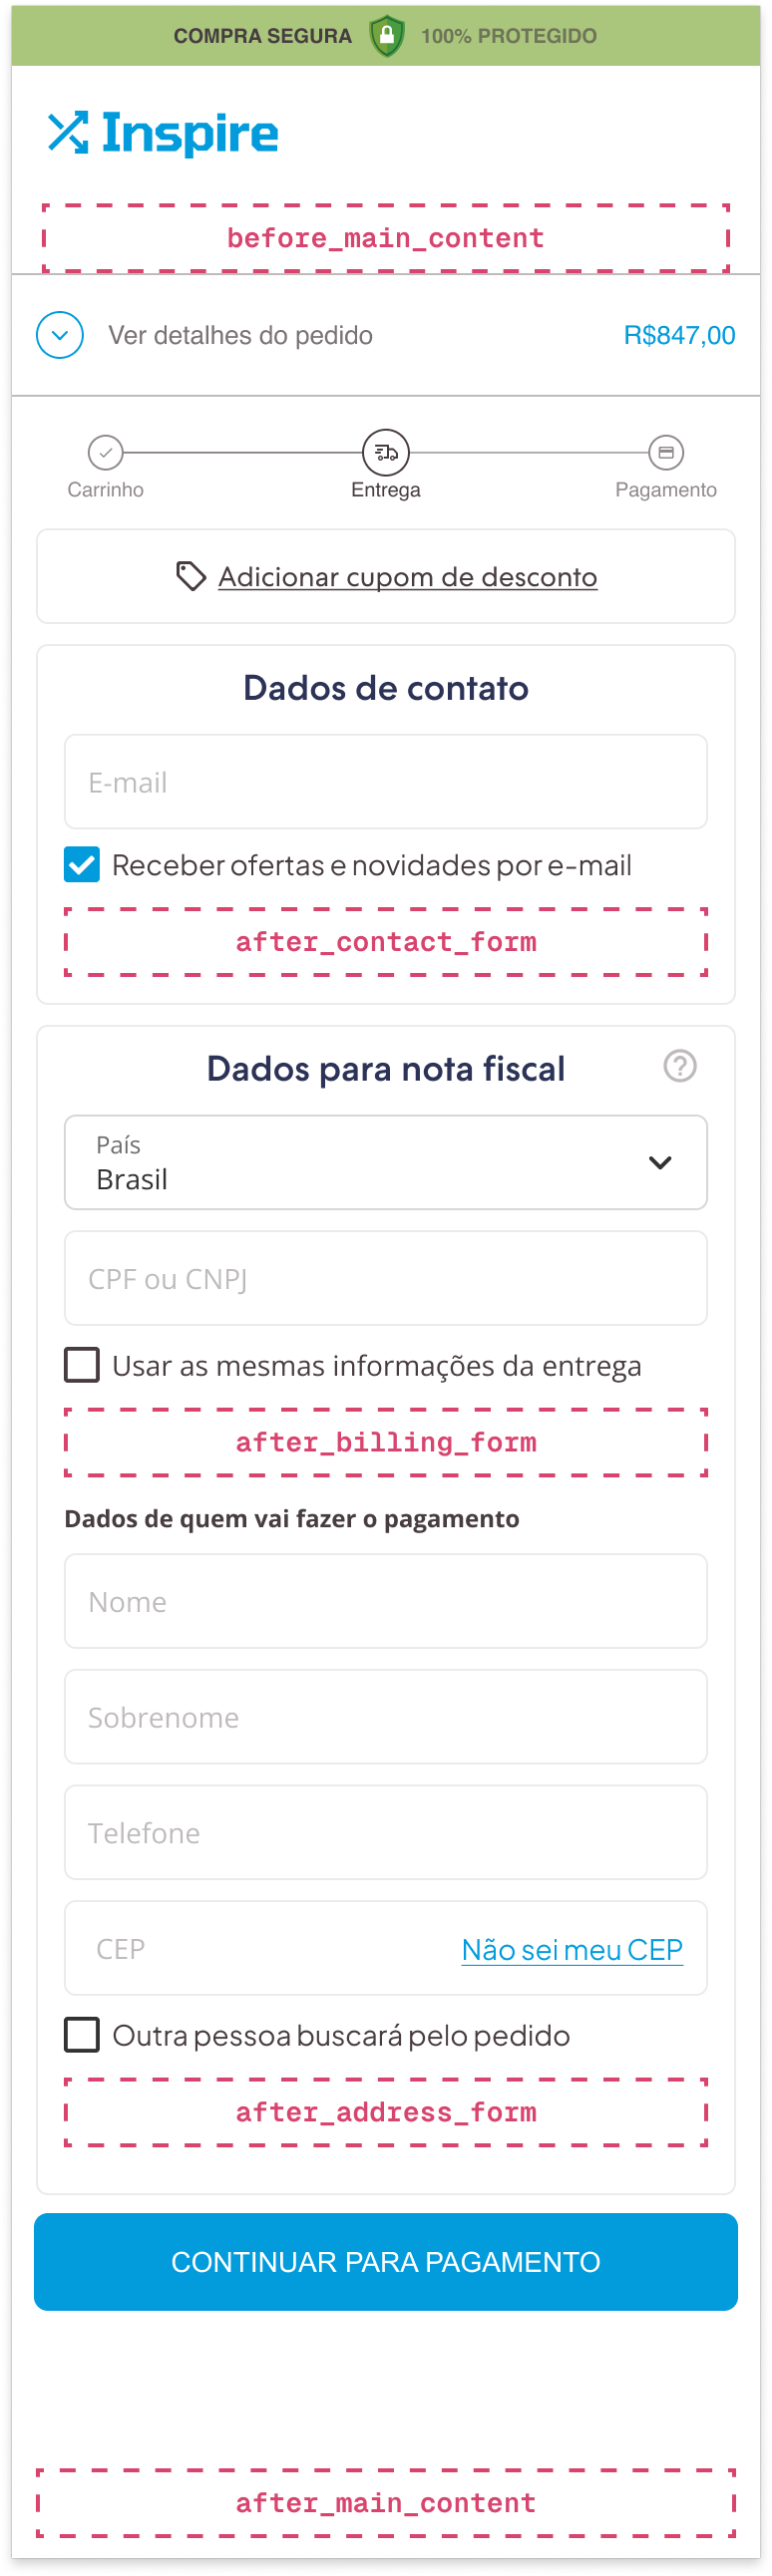 COMPRA SEGURA 100% PROTEGIDO
Inspire
before_main_content
Ver detalhes do pedido R$847,00
Carrinho Entrega Pagamento
Adicionar cupom de desconto
Dados de contato
E-mail
Receber ofertas e novidades por e-mail
after_contact_form
Dados para nota fiscal
País
Brasil
CPF ou CNPJ
Usar as mesmas informações da entrega
after_billing_form
Dados de quem vai fazer o pagamento
Nome
Sobrenome
Telefone
CEP Não sei meu CEP
Outra pessoa buscará pelo pedido
after_address_form
CONTINUAR PARA PAGAMENTO
after_main_content